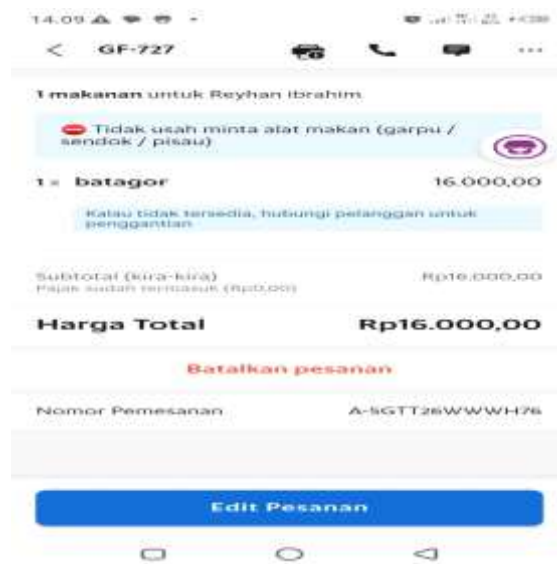 14.09
GF-727
1 makanan untuk Reyhan Ibrahim
Tidak usah minta alat makan (garpu /
sendok / pisau)
1 x batagor 16.000,00
Kalau tidak tersedia, hubungi pelanggan untuk
penggantian
Subtotal (kira-kira) Rp16.000,00
Pajak sudah termasuk (Rp0,00)
Harga Total Rp16.000,00
Batalkan pesanan
Nomor Pemesanan A-5GTT26WWWH76
Edit Pesanan